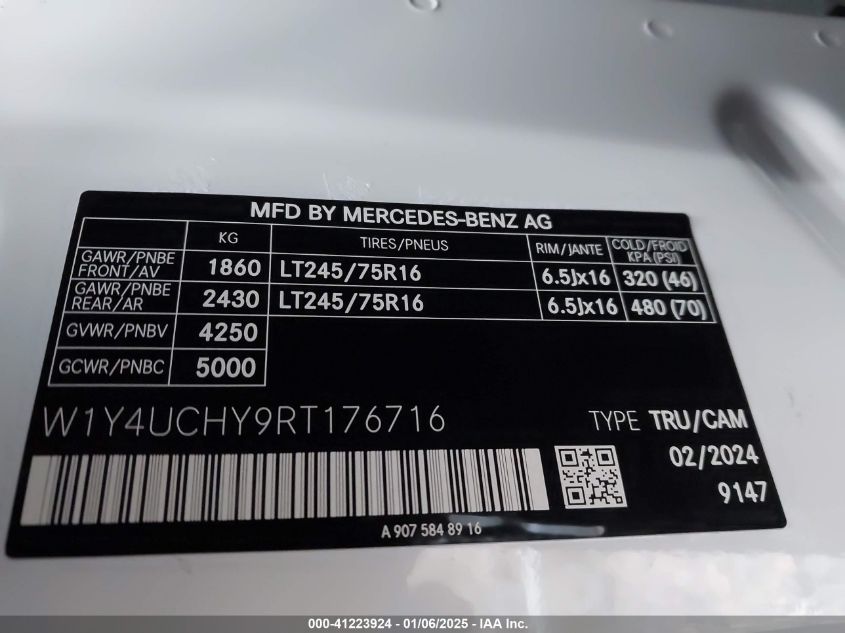 MFD BY MERCEDES-BENZ AG
KG TIRES/PNEUS RIM/JANTE COLD/FROID KPA (PSI)
GAWR/PNBE FRONT/AV 1860 LT245/75R16 6.5Jx16 320 (46)
GAWR/PNBE REAR/AR 2430 LT245/75R16 6.5Jx16 480 (70)
GVWR/PNBV 4250
GCWR/PNBC 5000
W1Y4UCHY9RT176716 TYPE TRU/CAM
02/2024
9147
A 907 584 89 16
000-41223924 - 01/06/2025 - IAA Inc.